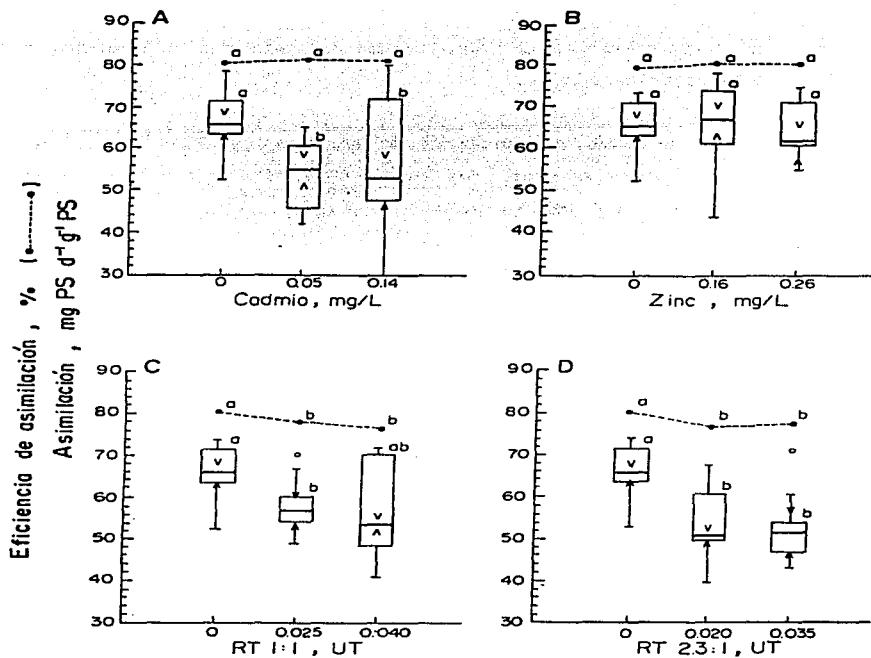 Eficiencia de asimilación, % (•-----•)
Asimilación, mg PS d⁻¹ g⁻¹ PS
A
90
80
70
60
50
40
30
a a a
a b b
0 0.05 0.14
Cadmio, mg/L
B
90
80
70
60
50
40
30
a a a
a a a
0 0.16 0.26
Zinc, mg/L
C
90
80
70
60
50
40
30
a b b
a b ab
0 0.025 0.040
RT 1:1, UT
D
90
80
70
60
50
40
30
a b b
a b b
0 0.020 0.035
RT 2.3:1, UT